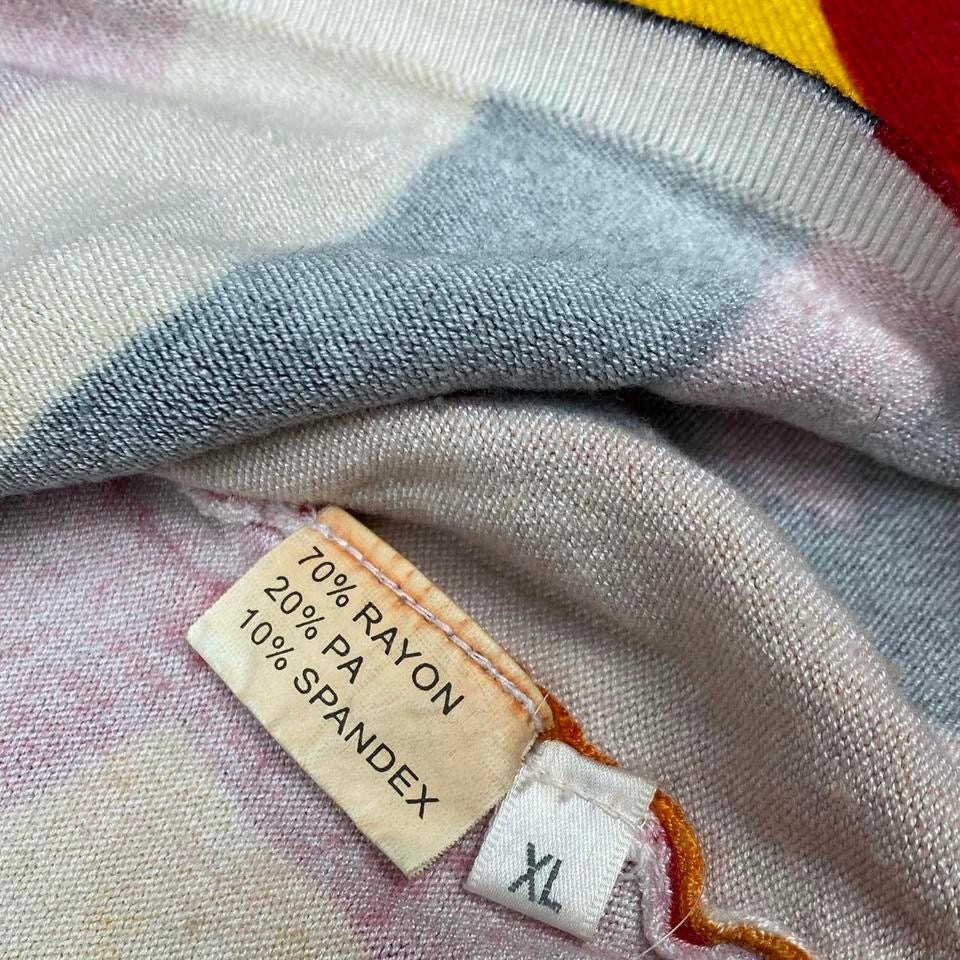 70% RAYON
20% PA
10% SPANDEX
XL